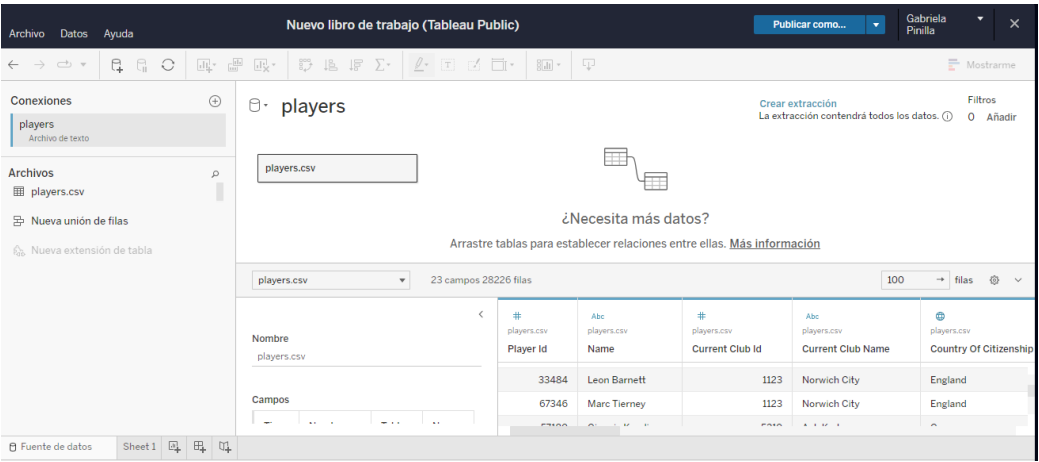 Archivo Datos Ayuda
Nuevo libro de trabajo (Tableau Public)
Publicar como...
Gabriela
Pinilla
Mostrarme
Conexiones
players
Archivo de texto
Archivos
players.csv
Nueva unión de filas
Nueva extensión de tabla
players
Crear extracción
La extracción contendrá todos los datos.
Filtros
0 Añadir
players.csv
¿Necesita más datos?
Arrastre tablas para establecer relaciones entre ellas. Más información
players.csv
23 campos 28226 filas
100 filas
Nombre
players.csv
Campos
Abc Abc
players.csv players.csv players.csv players.csv players.csv
Player Id Name Current Club Id Current Club Name Country Of Citizenship
33484 Leon Barnett 1123 Norwich City England
67346 Marc Tierney 1123 Norwich City England
Fuente de datos Sheet 1